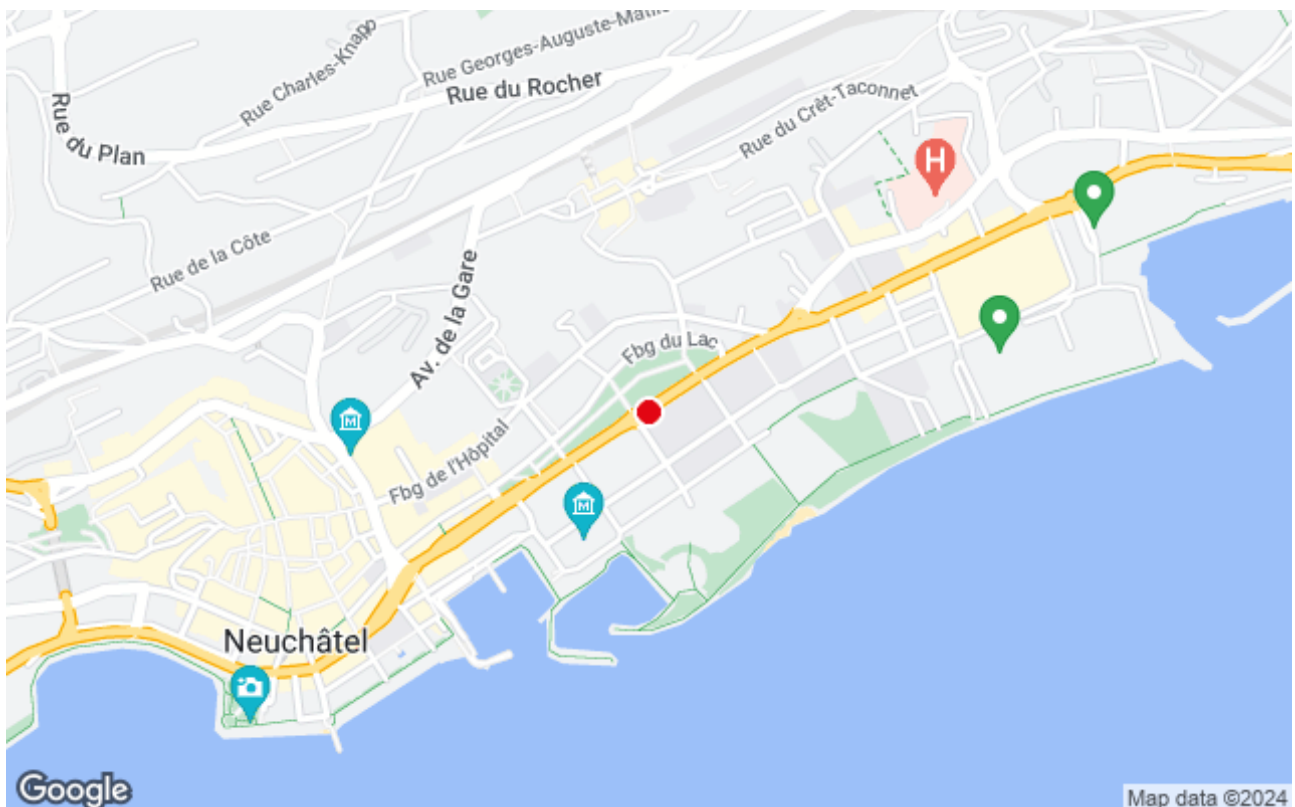 Rue Georges-Auguste-Matile
Rue Charles-Knapp
Rue du Rocher
Rue du Crêt-Taconnet
Rue du Plan
H
Rue de la Côte
Av. de la Gare
Fbg du Lac
M
Fbg de l'Hôpital
M
Neuchâtel
Google
Map data ©2024